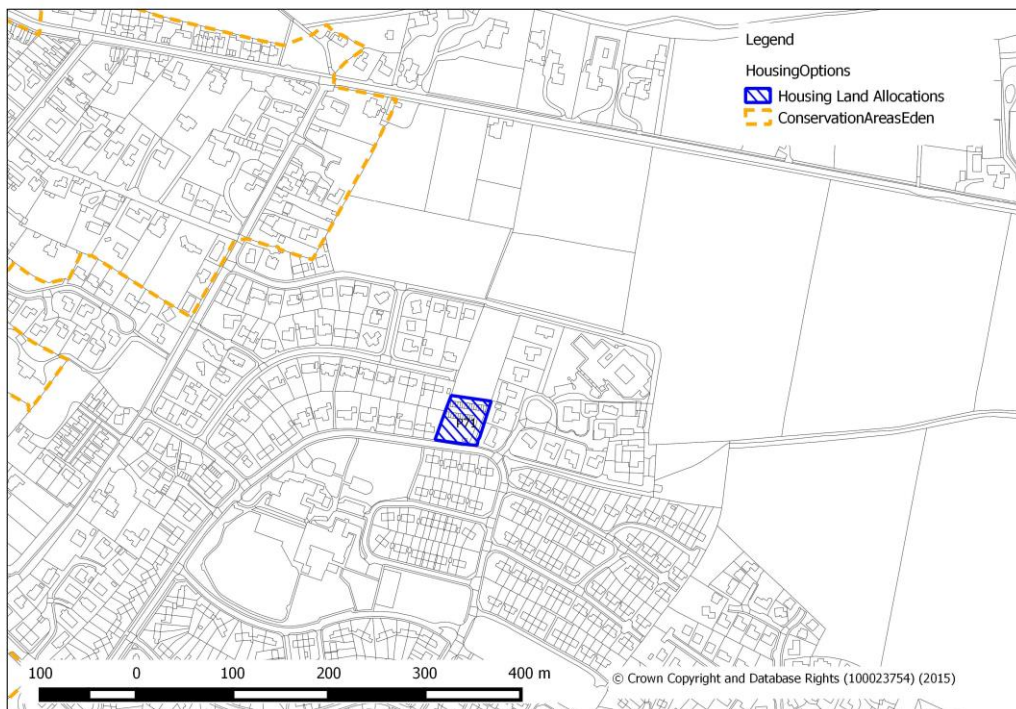 Legend
HousingOptions
Housing Land Allocations
ConservationAreasEden
P71
100 0 100 200 300 400 m
© Crown Copyright and Database Rights (100023754) (2015)